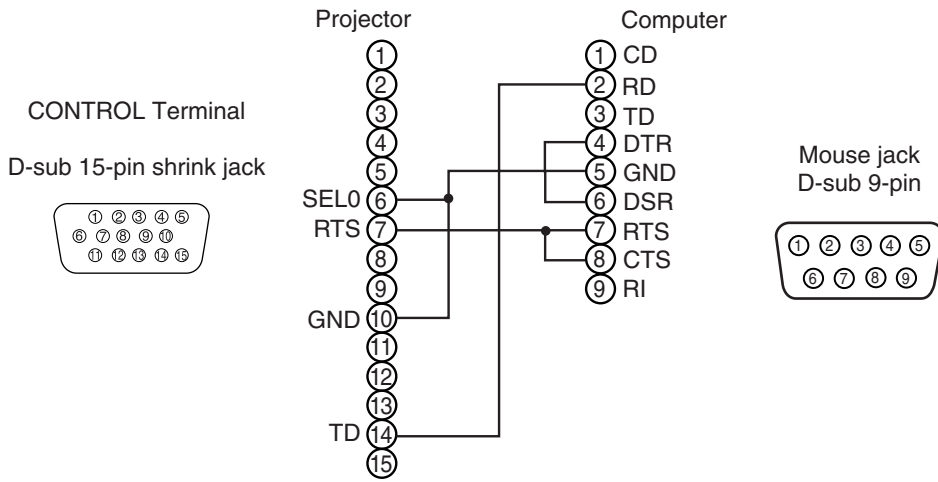 Projector
Computer
CONTROL Terminal
D-sub 15-pin shrink jack
1 2 3 4 5
6 7 8 9 10
11 12 13 14 15
1
2
3
4
5
SEL0 6
RTS 7
8
9
GND 10
11
12
13
TD 14
15
1 CD
2 RD
3 TD
4 DTR
5 GND
6 DSR
7 RTS
8 CTS
9 RI
Mouse jack
D-sub 9-pin
1 2 3 4 5
6 7 8 9